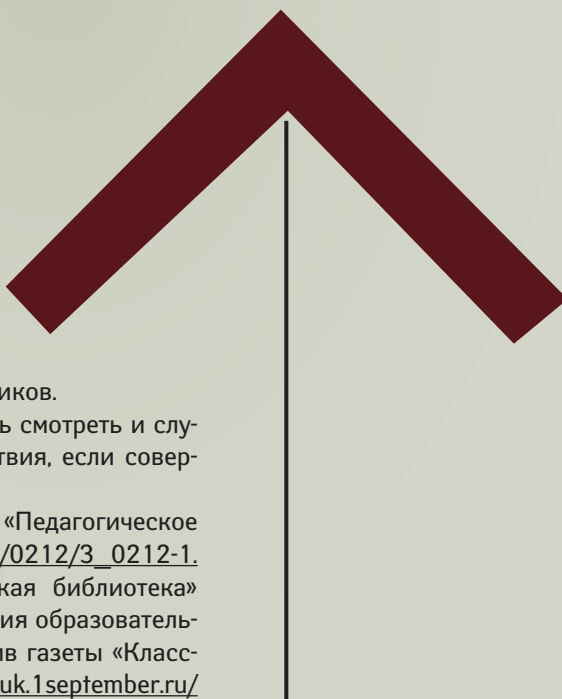 иков.
ь смотреть и слу-
твия, если совер-
«Педагогическое
/0212/3_0212-1.
кая библиотека»
ия образователь-
ив газеты «Класс-
uk.1september.ru/